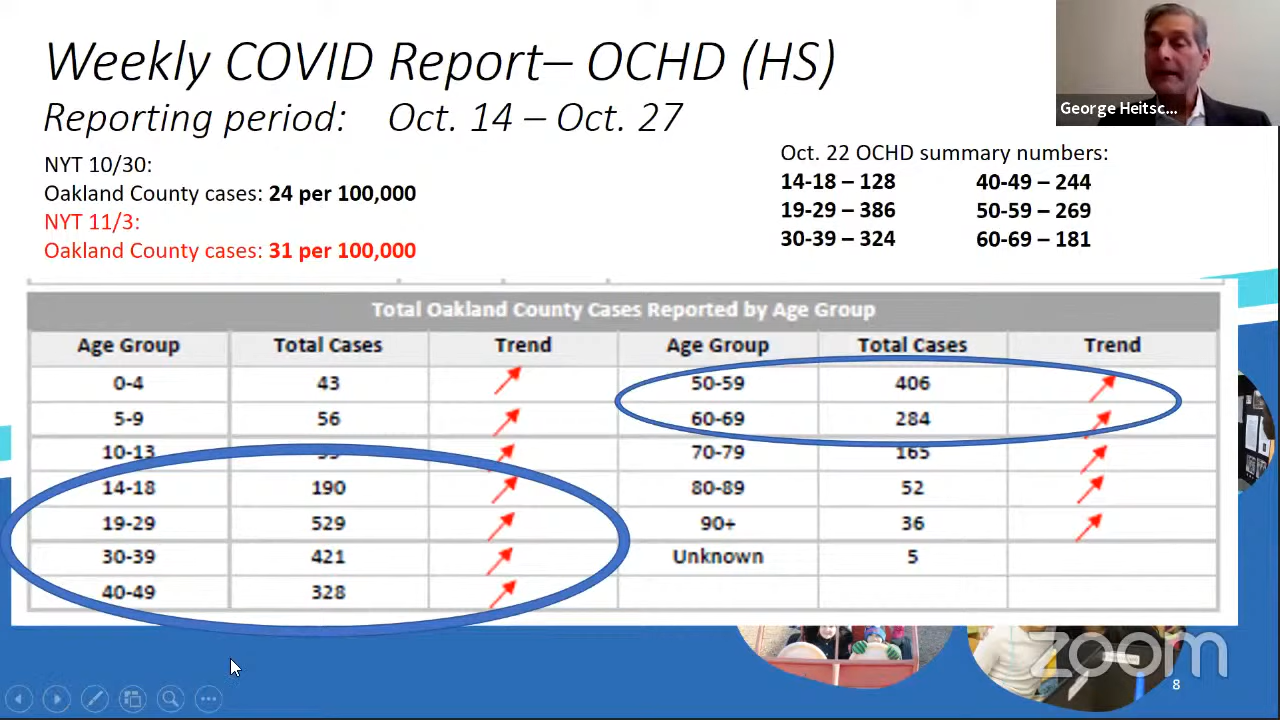 Weekly COVID Report– OCHD (HS)
Reporting period: Oct. 14 – Oct. 27
George Heitsc...
NYT 10/30:
Oakland County cases: 24 per 100,000
NYT 11/3:
Oakland County cases: 31 per 100,000
Oct. 22 OCHD summary numbers:
14-18 – 128 40-49 – 244
19-29 – 386 50-59 – 269
30-39 – 324 60-69 – 181
Total Oakland County Cases Reported by Age Group
Age Group Total Cases Trend Age Group Total Cases Trend
0-4 43 50-59 406
5-9 56 60-69 284
10-13 70-79 165
14-18 190 80-89 52
19-29 529 90+ 36
30-39 421 Unknown 5
40-49 328
zoom
8